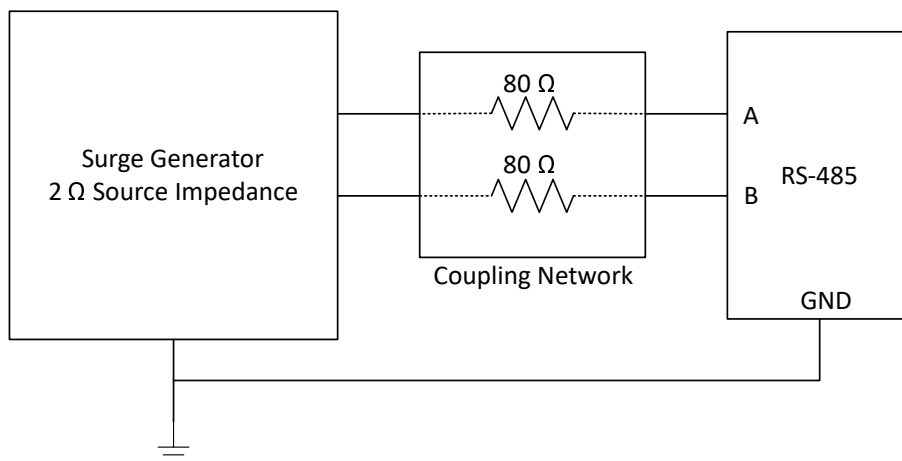 Surge Generator
2 Ω Source Impedance
80 Ω
80 Ω
Coupling Network
A
B
RS-485
GND